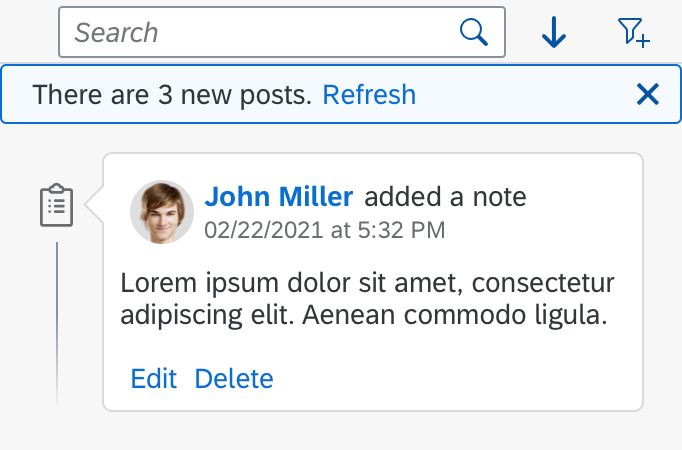 Search
There are 3 new posts. Refresh
John Miller added a note
02/22/2021 at 5:32 PM
Lorem ipsum dolor sit amet, consectetur
adipiscing elit. Aenean commodo ligula.
Edit Delete